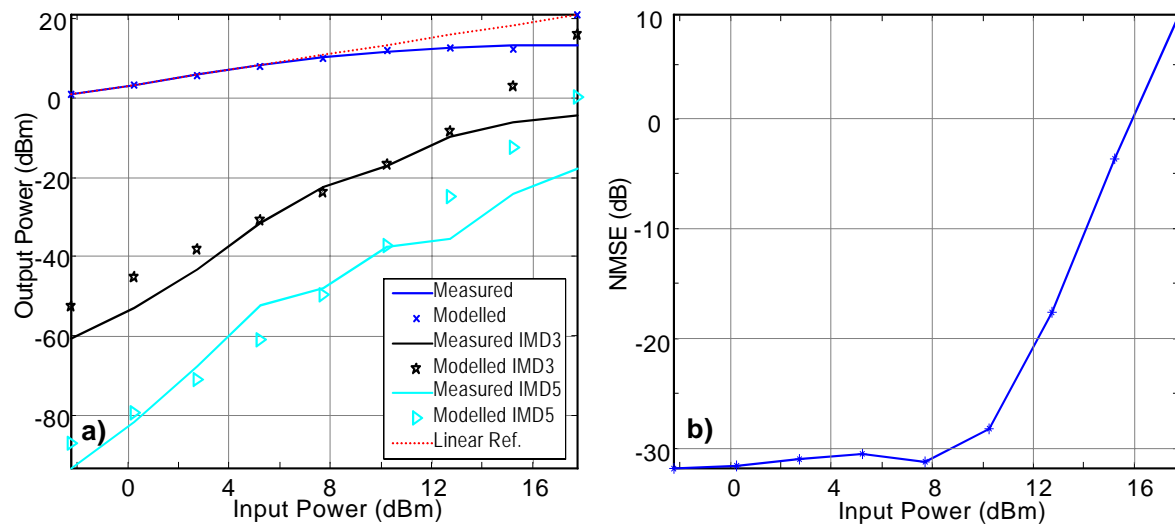 20
0
-20
-40
-60
-80
Output Power (dBm)
a)
Measured
Modelled
Measured IMD3
Modelled IMD3
Measured IMD5
Modelled IMD5
Linear Ref.
0
4
8
12
16
Input Power (dBm)
10
0
-10
-20
-30
NMSE (dB)
b)
0
4
8
12
16
Input Power (dBm)